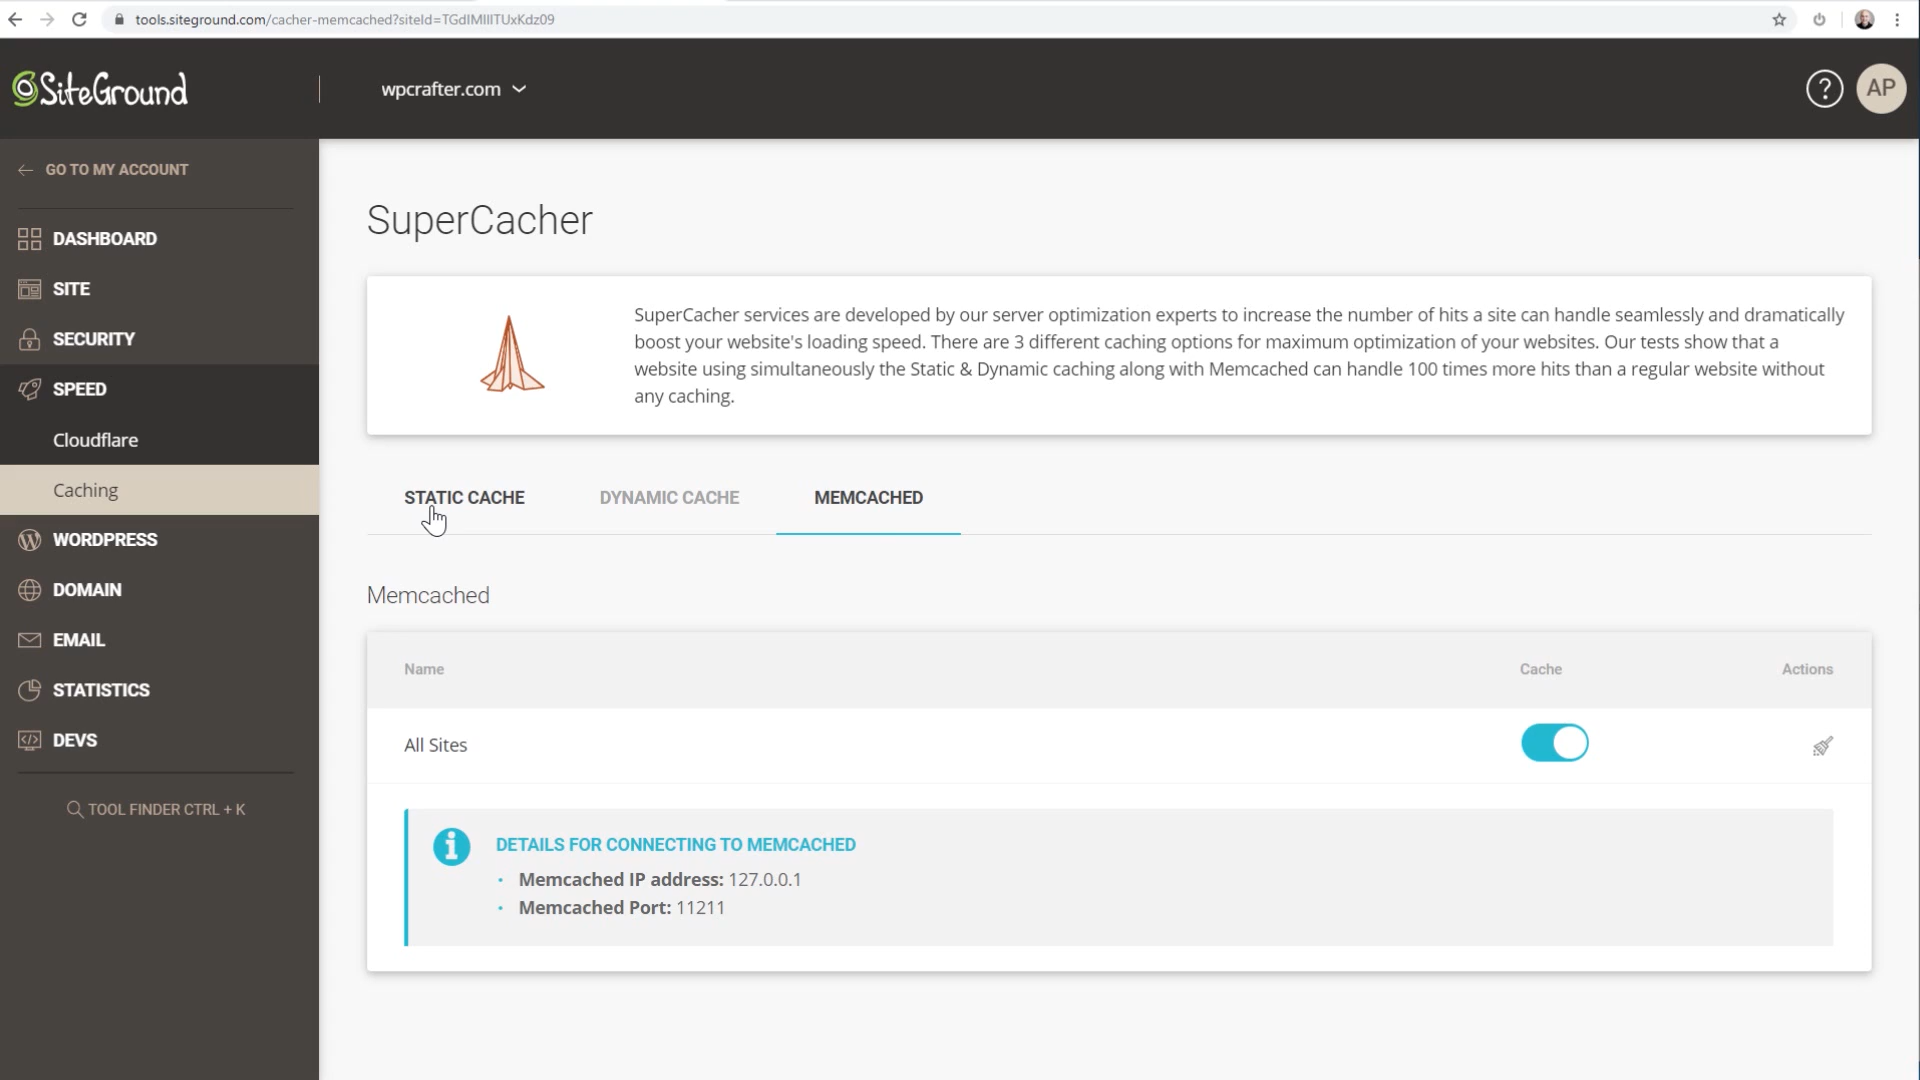 tools.siteground.com/cacher-memcached?siteId=TGdIMIIITUxKdz09
SiteGround
wpcrafter.com
?
AP
GO TO MY ACCOUNT
DASHBOARD
SITE
SECURITY
SPEED
Cloudflare
Caching
WORDPRESS
DOMAIN
EMAIL
STATISTICS
DEVS
TOOL FINDER CTRL + K
SuperCacher
SuperCacher services are developed by our server optimization experts to increase the number of hits a site can handle seamlessly and dramatically
boost your website's loading speed. There are 3 different caching options for maximum optimization of your websites. Our tests show that a
website using simultaneously the Static & Dynamic caching along with Memcached can handle 100 times more hits than a regular website without
any caching.
STATIC CACHE
DYNAMIC CACHE
MEMCACHED
Memcached
Name
Cache
Actions
All Sites
DETAILS FOR CONNECTING TO MEMCACHED
• Memcached IP address: 127.0.0.1
• Memcached Port: 11211